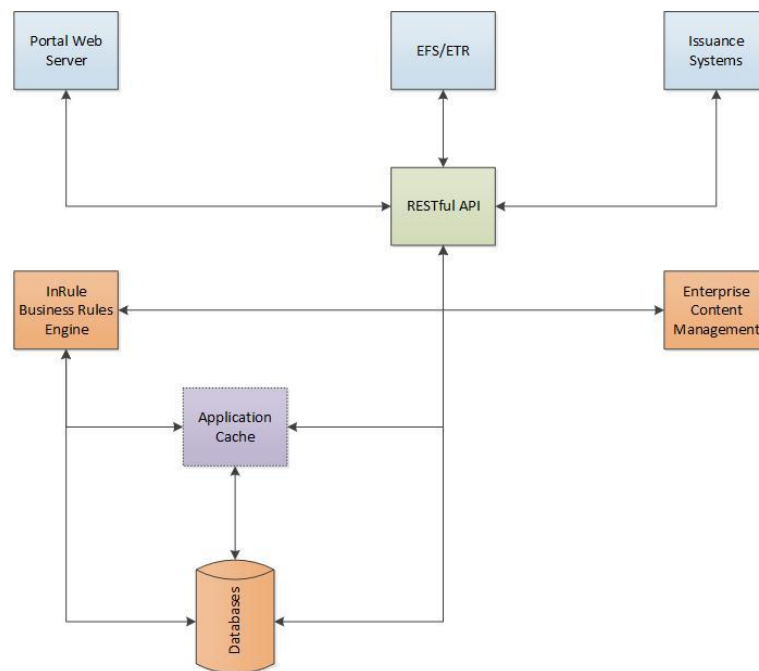 Portal Web
Server
EFS/ETR
Issuance
Systems
RESTful API
InRule
Business Rules
Engine
Enterprise
Content
Management
Application
Cache
Databases